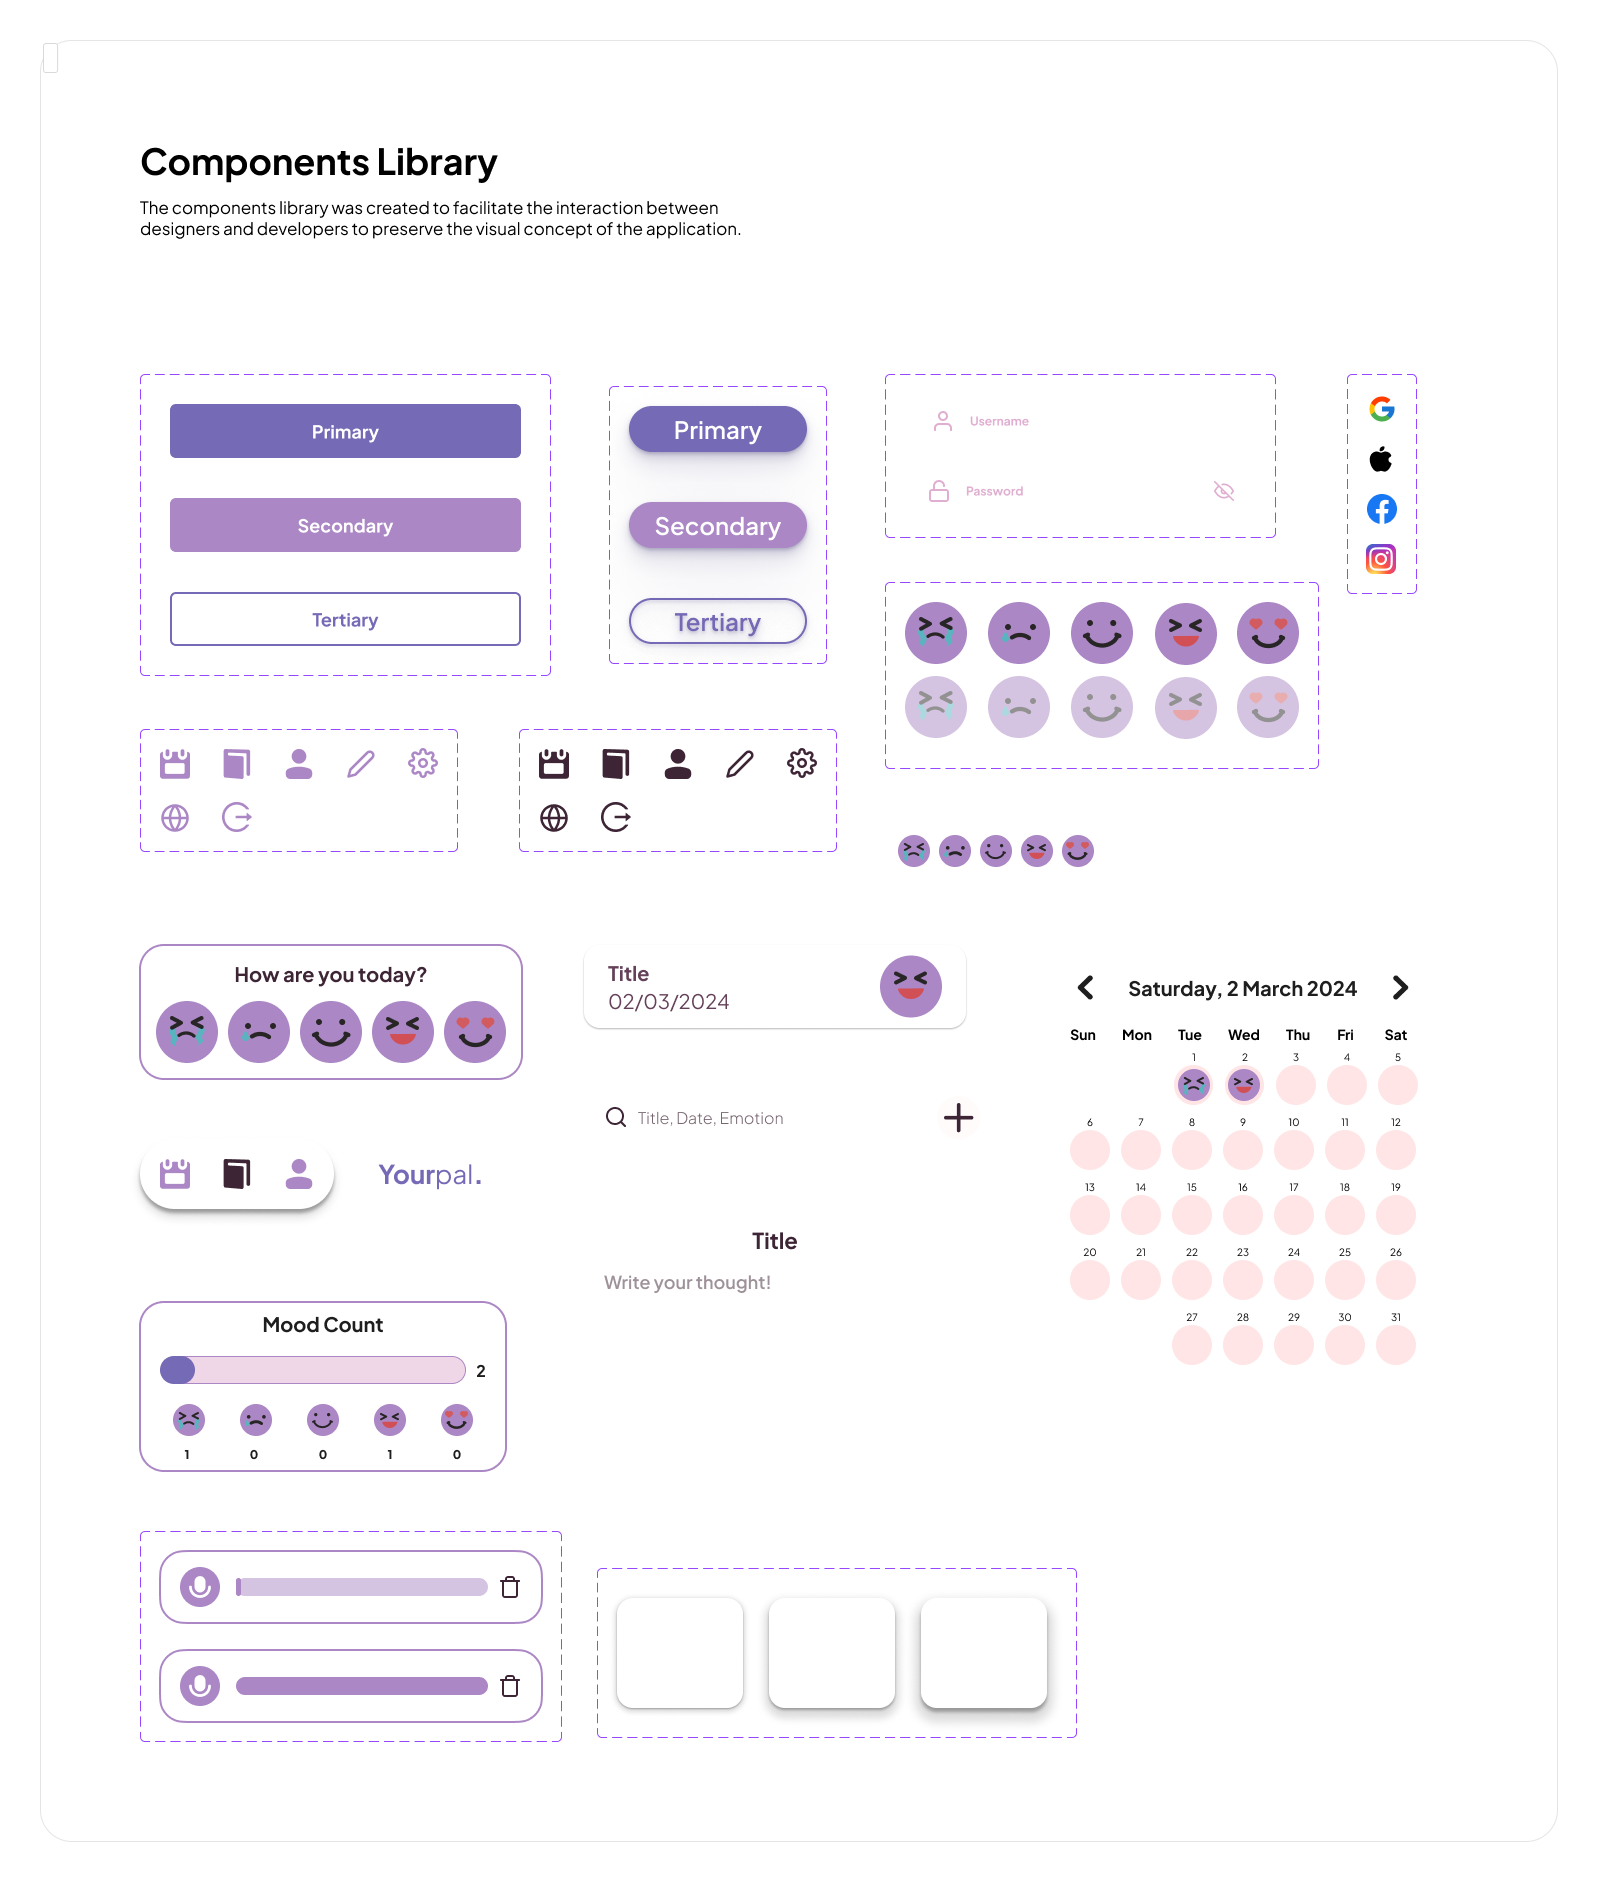 Components Library
The components library was created to facilitate the interaction between
designers and developers to preserve the visual concept of the application.
Primary
Secondary
Tertiary
Primary
Secondary
Tertiary
Username
Password
How are you today?
Title
02/03/2024
Title, Date, Emotion
Yourpal.
Title
Write your thought!
Saturday, 2 March 2024
Sun Mon Tue Wed Thu Fri Sat
1 2 3 4 5
6 7 8 9 10 11 12
13 14 15 16 17 18 19
20 21 22 23 24 25 26
27 28 29 30 31
Mood Count
2
1 0 0 1 0